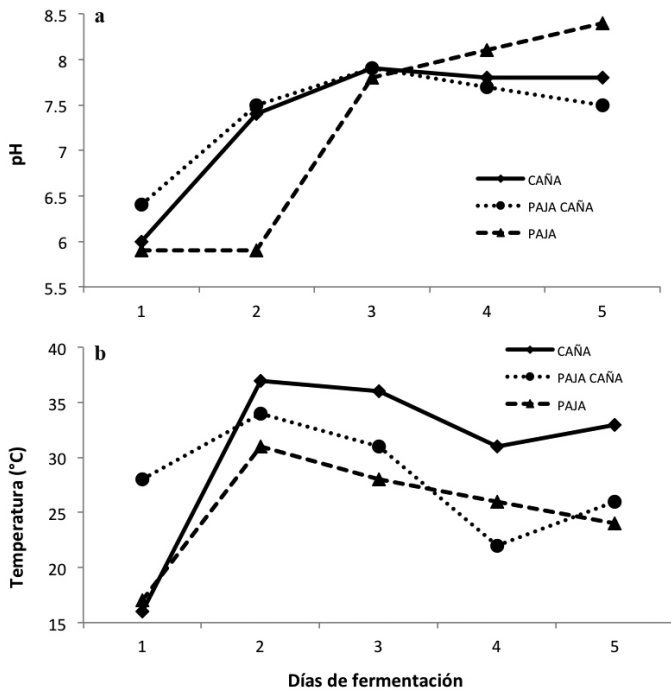 a
8.5
8
7.5
7
6.5
6
5.5
pH
CAÑA
PAJA CAÑA
PAJA
1 2 3 4 5
b
40
35
30
25
20
15
Temperatura (°C)
CAÑA
PAJA CAÑA
PAJA
1 2 3 4 5
Días de fermentación